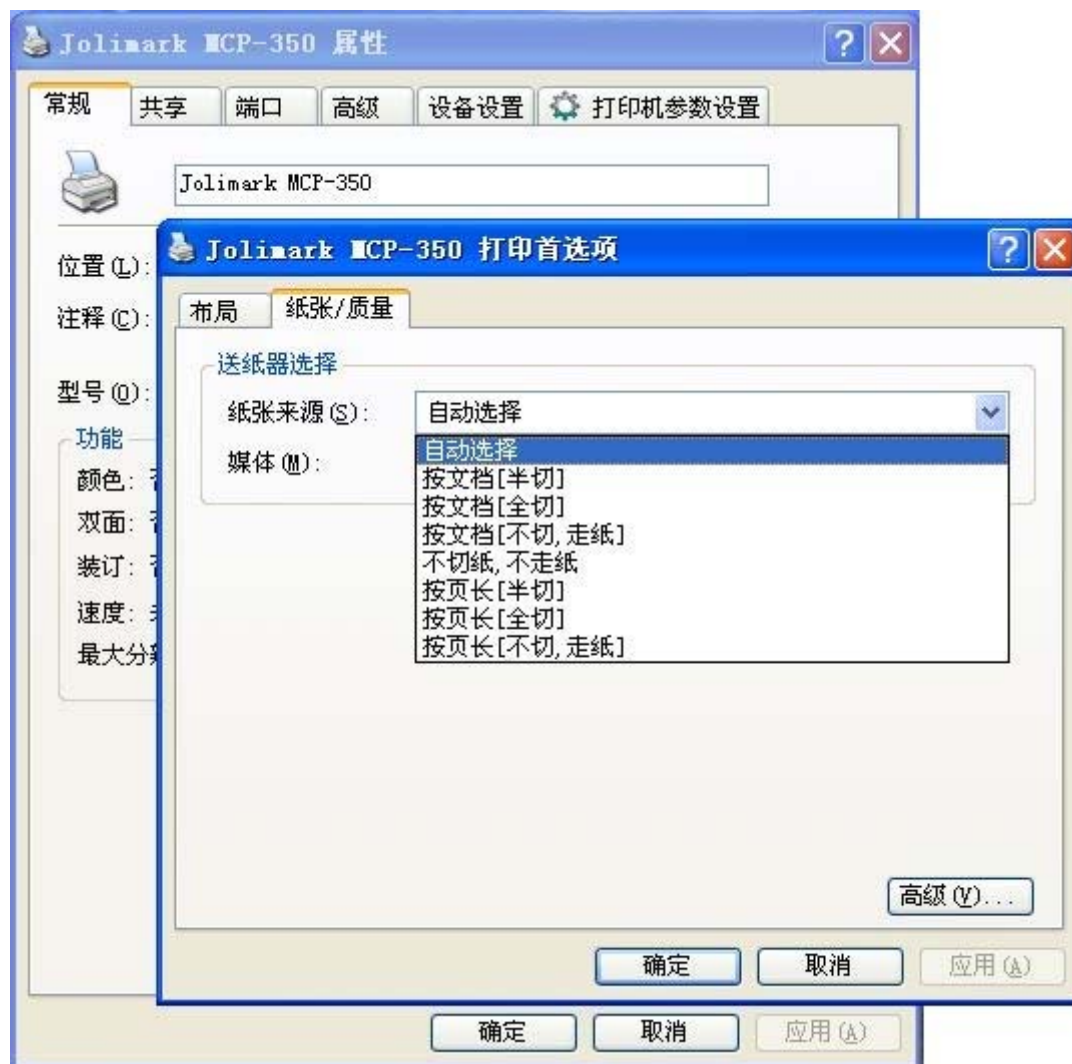 Jolimark MCP-350 属性
常规 共享 端口 高级 设备设置 打印机参数设置
Jolimark MCP-350
Jolimark MCP-350 打印首选项
位置(L):
布局 纸张/质量
注释(C):
送纸器选择
型号(O):
纸张来源(S): 自动选择
功能
媒体(M):
自动选择
按文档[半切]
颜色:
按文档[全切]
双面:
按文档[不切,走纸]
不切纸,不走纸
装订:
按页长[半切]
速度:
按页长[全切]
最大分
按页长[不切,走纸]
高级(V)...
确定 取消 应用(A)
确定 取消 应用(A)